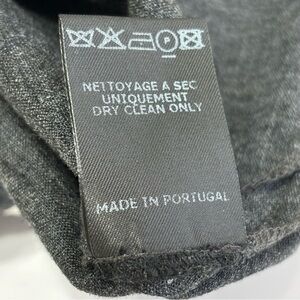 NETTOYAGE A SEC
UNIQUEMENT
DRY CLEAN ONLY
MADE IN PORTUGAL